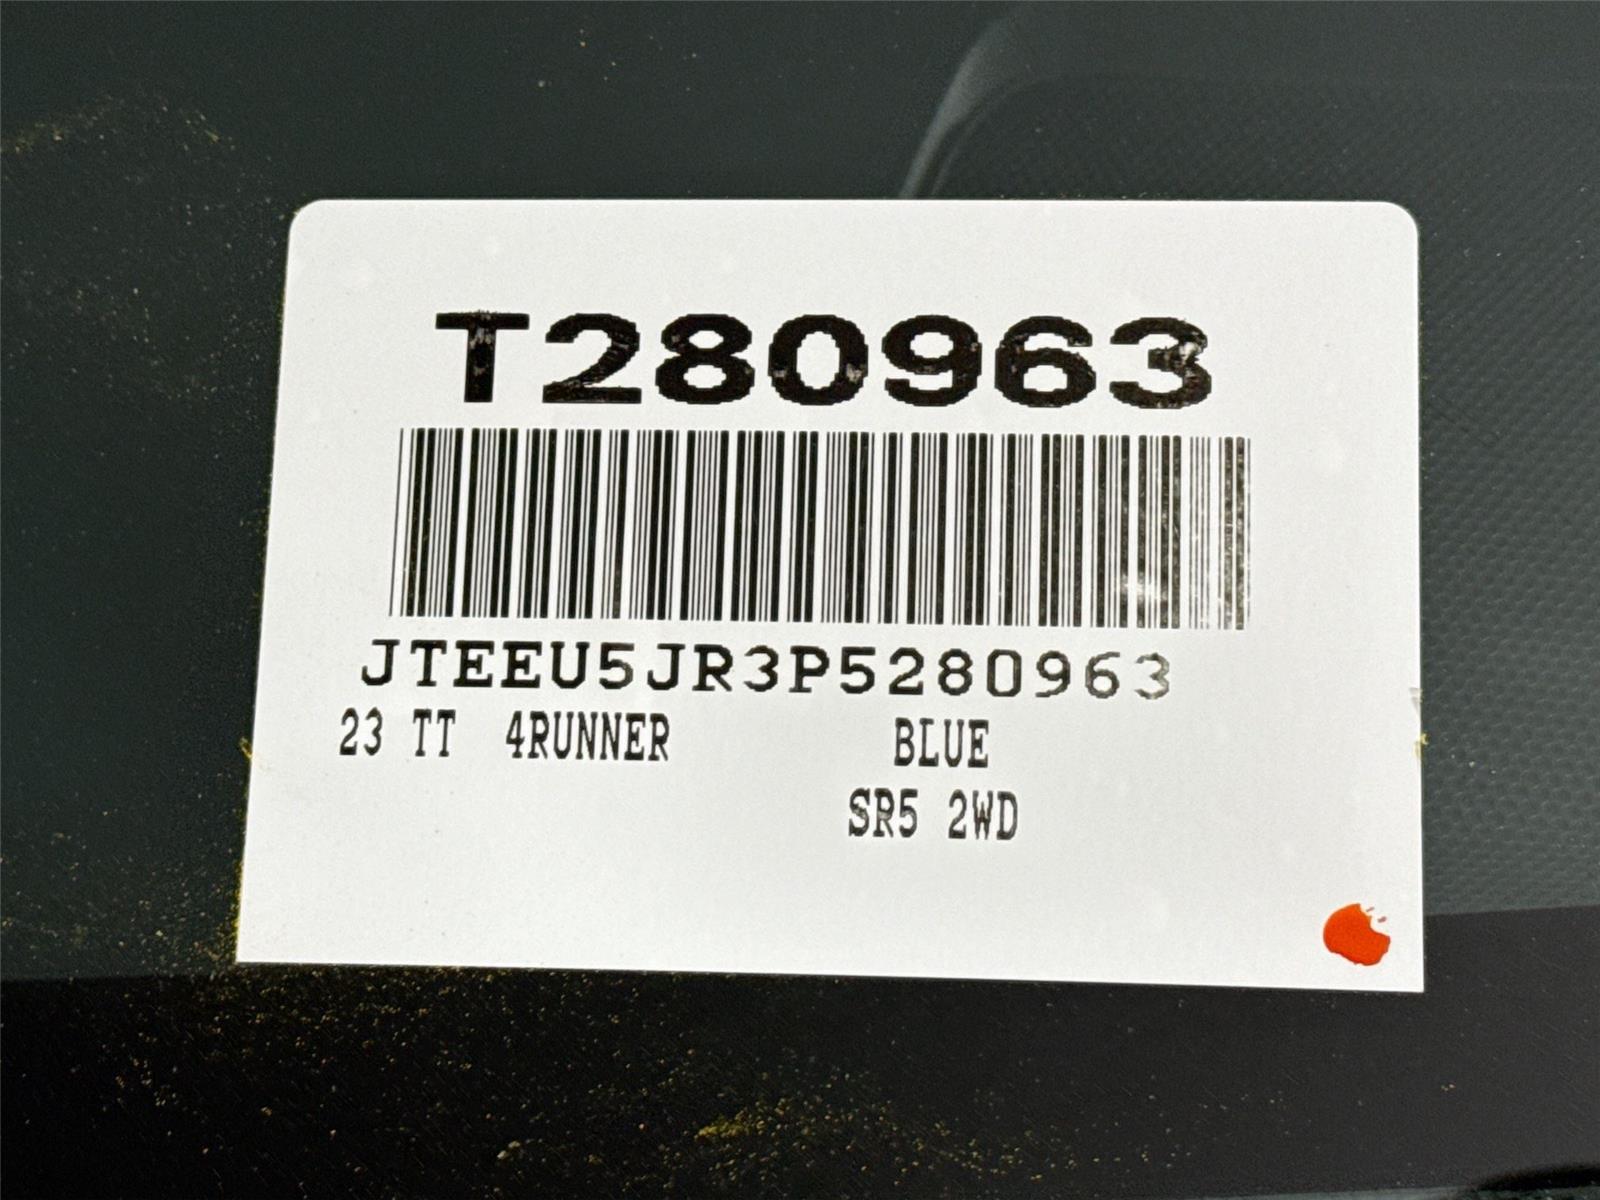 T280963
JTEEU5JR3P5280963
23 TT 4RUNNER BLUE
SR5 2WD